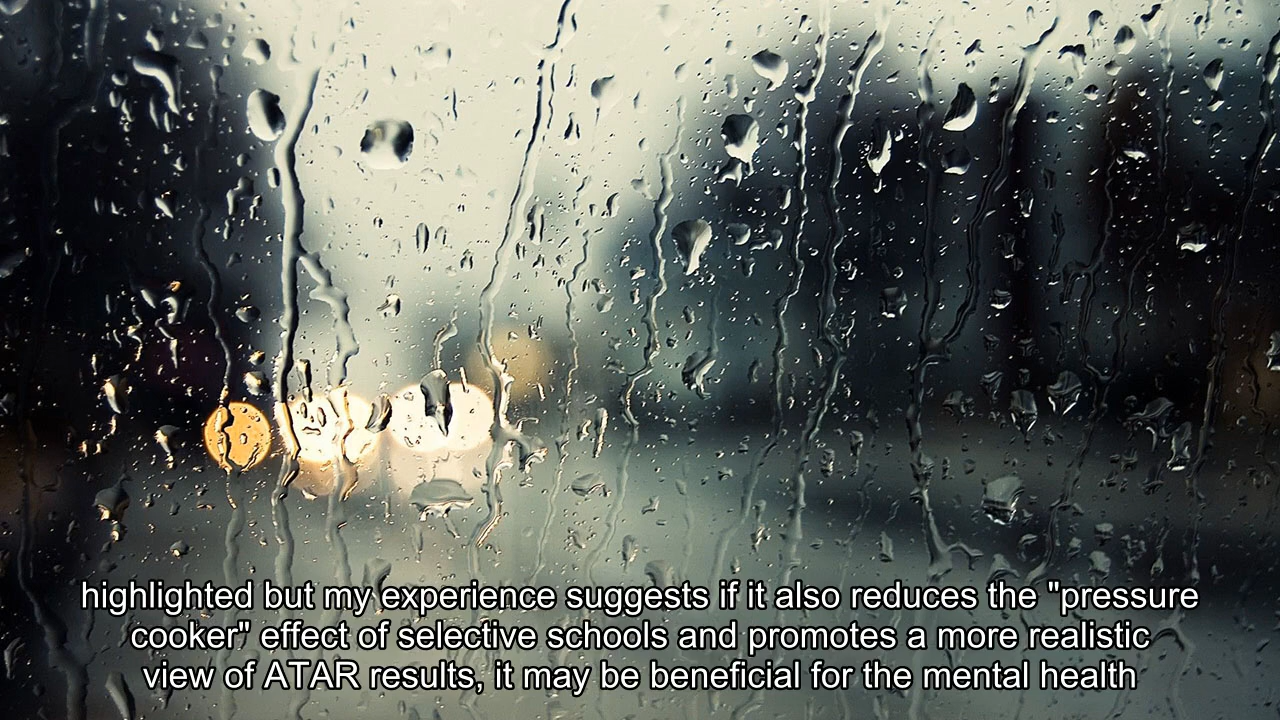 highlighted but my experience suggests if it also reduces the "pressure
cooker" effect of selective schools and promotes a more realistic
view of ATAR results, it may be beneficial for the mental health